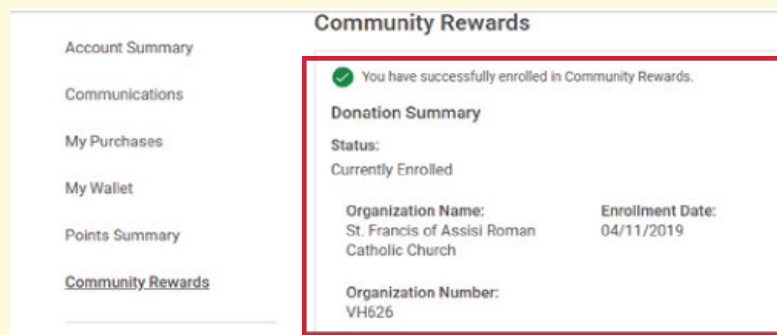 Community Rewards
Account Summary
Communications
My Purchases
My Wallet
Points Summary
Community Rewards
You have successfully enrolled in Community Rewards.
Donation Summary
Status:
Currently Enrolled
Organization Name:
St. Francis of Assisi Roman
Catholic Church
Enrollment Date:
04/11/2019
Organization Number:
VH626